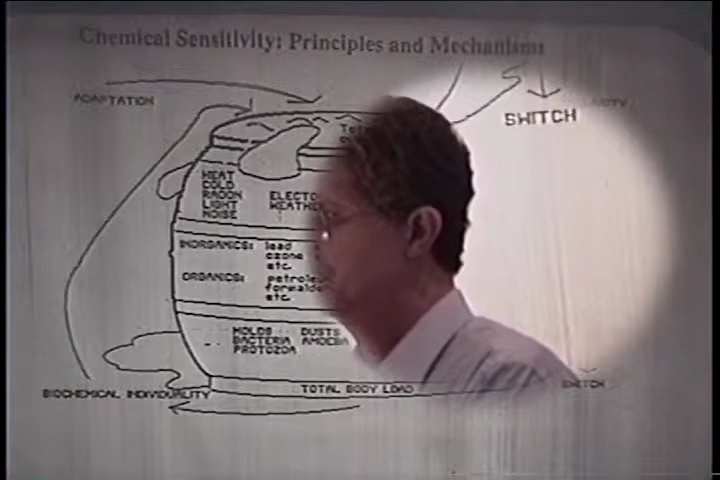 Chemical Sensitivity: Principles and Mechanisms
ADAPTATION
SWITCH
HEAT
COLD
RADON
LIGHT
NOISE
INORGANICS: lead
ozone
etc.
ORGANICS:
etc.
MOLDS DUSTS
BACTERIA AMOEBA
PROTOZOA
BIOCHEMICAL INDIVIDUALITY
TOTAL BODY LOAD
SWITCH